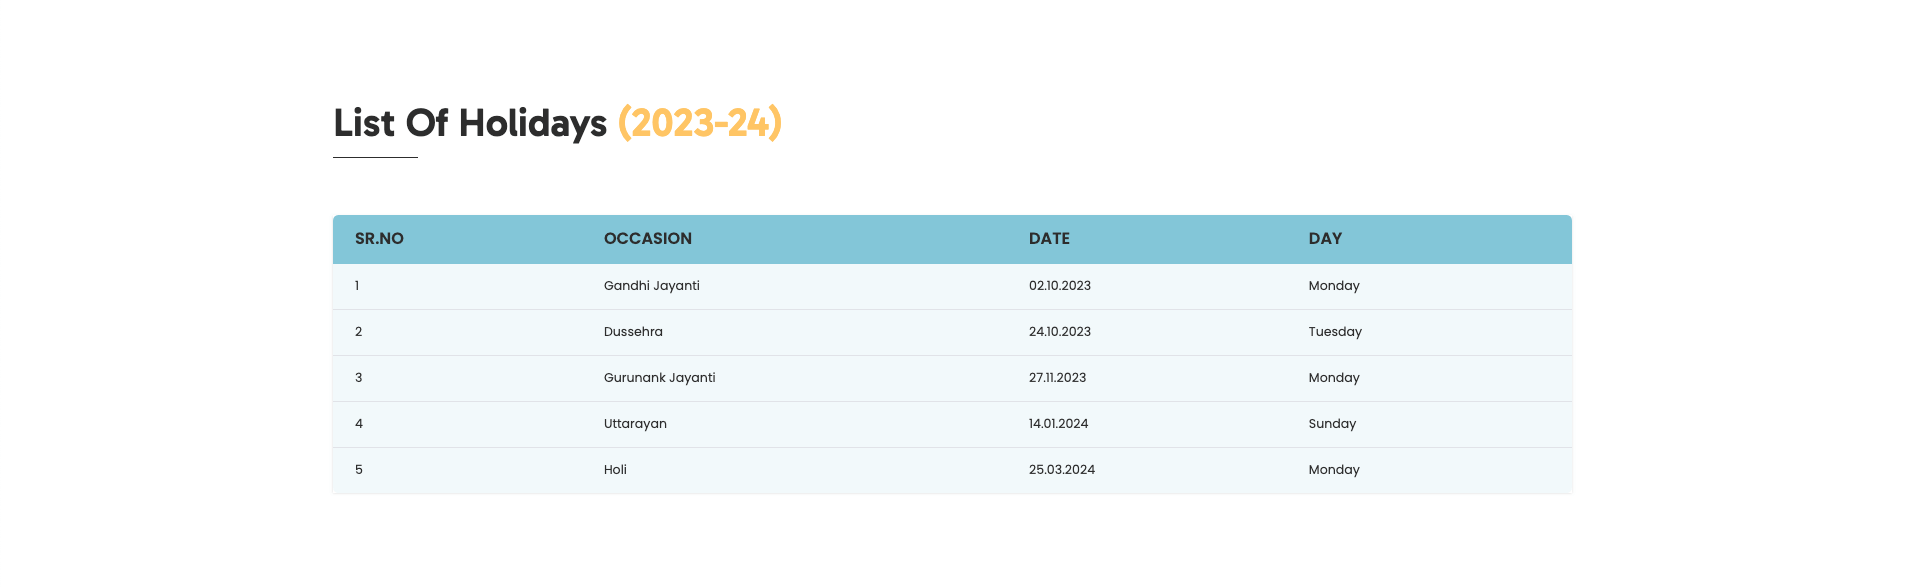 List Of Holidays (2023-24)
SR.NO OCCASION DATE DAY
1 Gandhi Jayanti 02.10.2023 Monday
2 Dussehra 24.10.2023 Tuesday
3 Gurunank Jayanti 27.11.2023 Monday
4 Uttarayan 14.01.2024 Sunday
5 Holi 25.03.2024 Monday